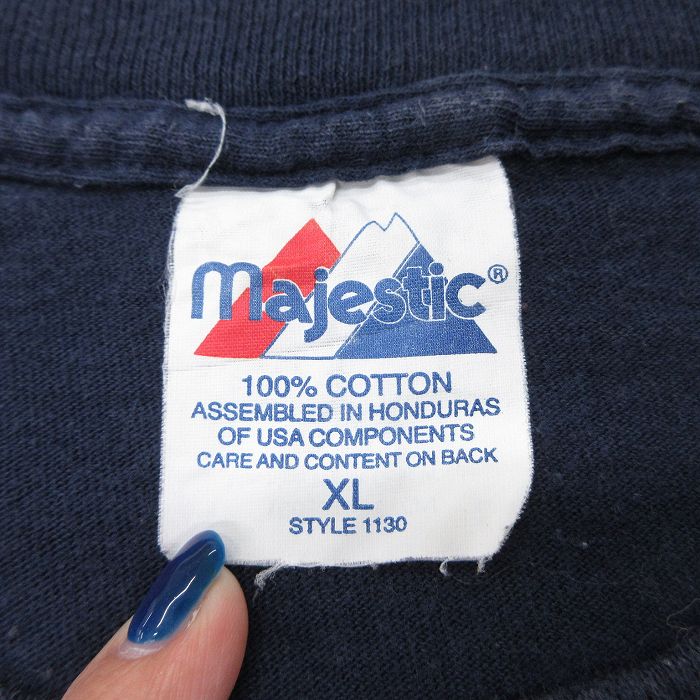 majestic®
100% COTTON
ASSEMBLED IN HONDURAS
OF USA COMPONENTS
CARE AND CONTENT ON BACK
XL
STYLE 1130